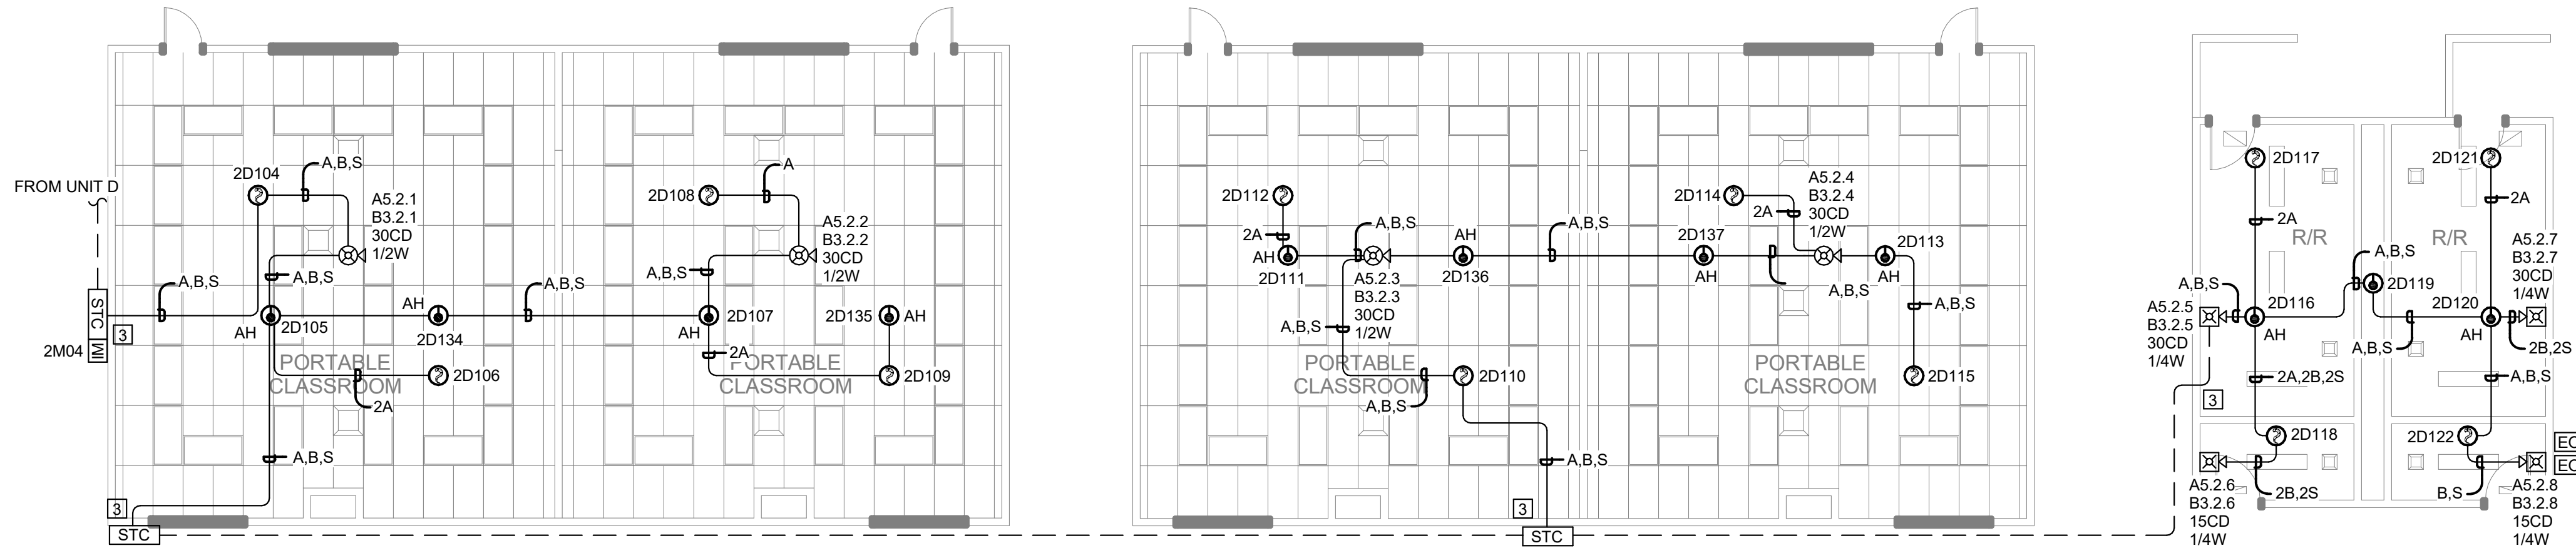 FROM UNIT D
STC
IM
2M04
3
A,B,S
2D104
A,B,S
A5.2.1
B3.2.1
30CD
1/2W
A,B,S
AH
2D105
AH
2D134
PORTABLE
CLASSROOM
2D106
2A
A,B,S
3
STC
A,B,S
2D108
A
A5.2.2
B3.2.2
30CD
1/2W
A,B,S
2D107
AH
2A
2D135
AH
PORTABLE
CLASSROOM
2D109
2D112
2A
AH
2D111
A,B,S
A5.2.3
B3.2.3
30CD
1/2W
AH
2D136
A,B,S
A,B,S
PORTABLE
CLASSROOM
2D110
A,B,S
A,B,S
3
STC
2D114
2A
A5.2.4
B3.2.4
30CD
1/2W
2D137
AH
2D113
AH
A,B,S
A,B,S
PORTABLE
CLASSROOM
2D115
2D117
2A
R/R
A,B,S
A5.2.5
B3.2.5
30CD
1/4W
2D116
AH
3
2A,2B,2S
2D118
A5.2.6
B3.2.6
15CD
1/4W
2B,2S
2D121
2A
R/R
A,B,S
2D119
2D120
AH
A5.2.7
B3.2.7
30CD
1/4W
A,B,S
2B,2S
A,B,S
2D122
B,S
A5.2.8
B3.2.8
15CD
1/4W